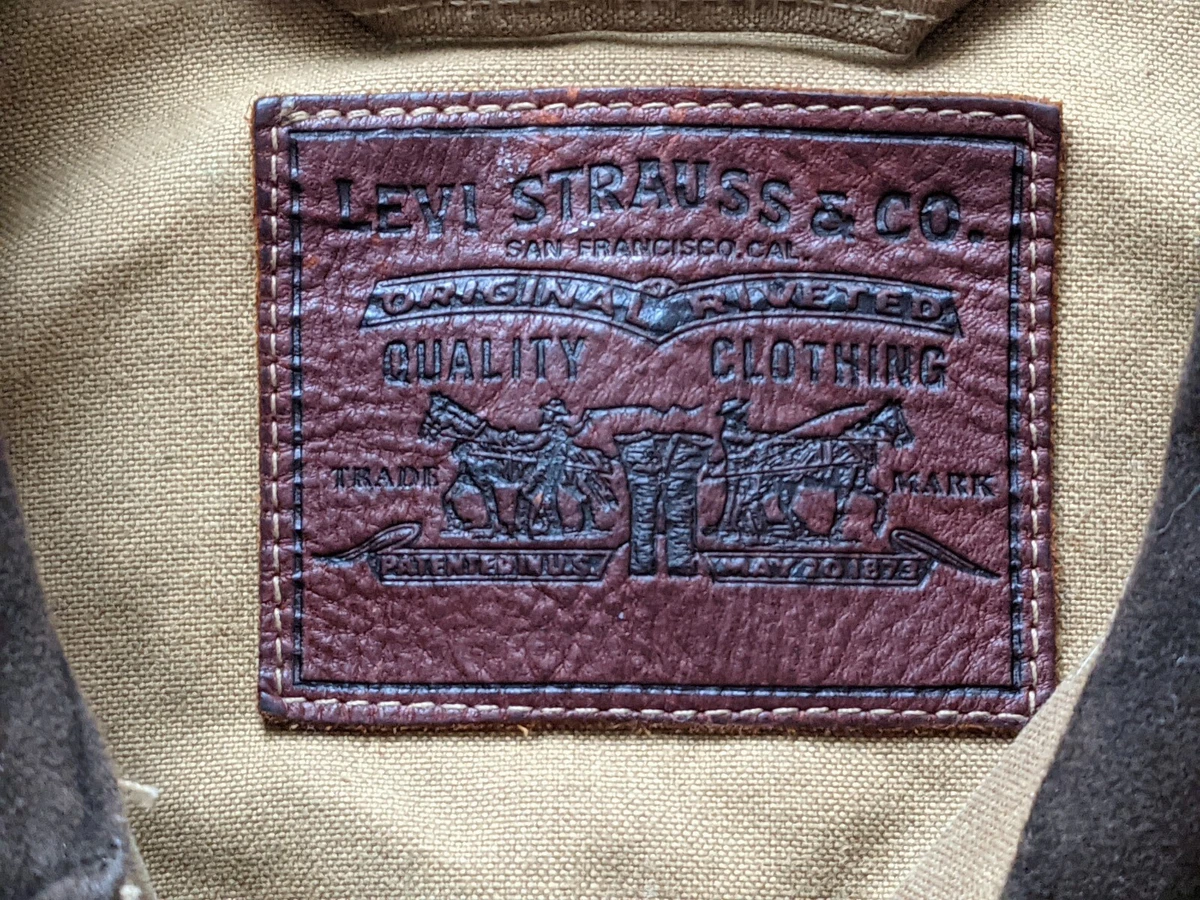 LEVI STRAUSS & CO.
SAN FRANCISCO, CAL.
ORIGINAL RIVETED
QUALITY CLOTHING
TRADE MARK
PATENTED IN U.S. MAY 20 1873